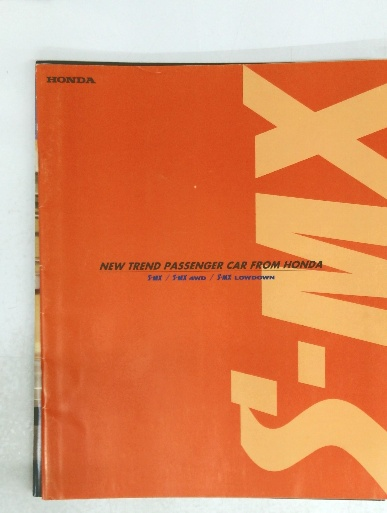 HONDA
NEW TREND PASSENGER CAR FROM HONDA
S-MX / S-MX 4WD / S-MX LOWDOWN
S-MX